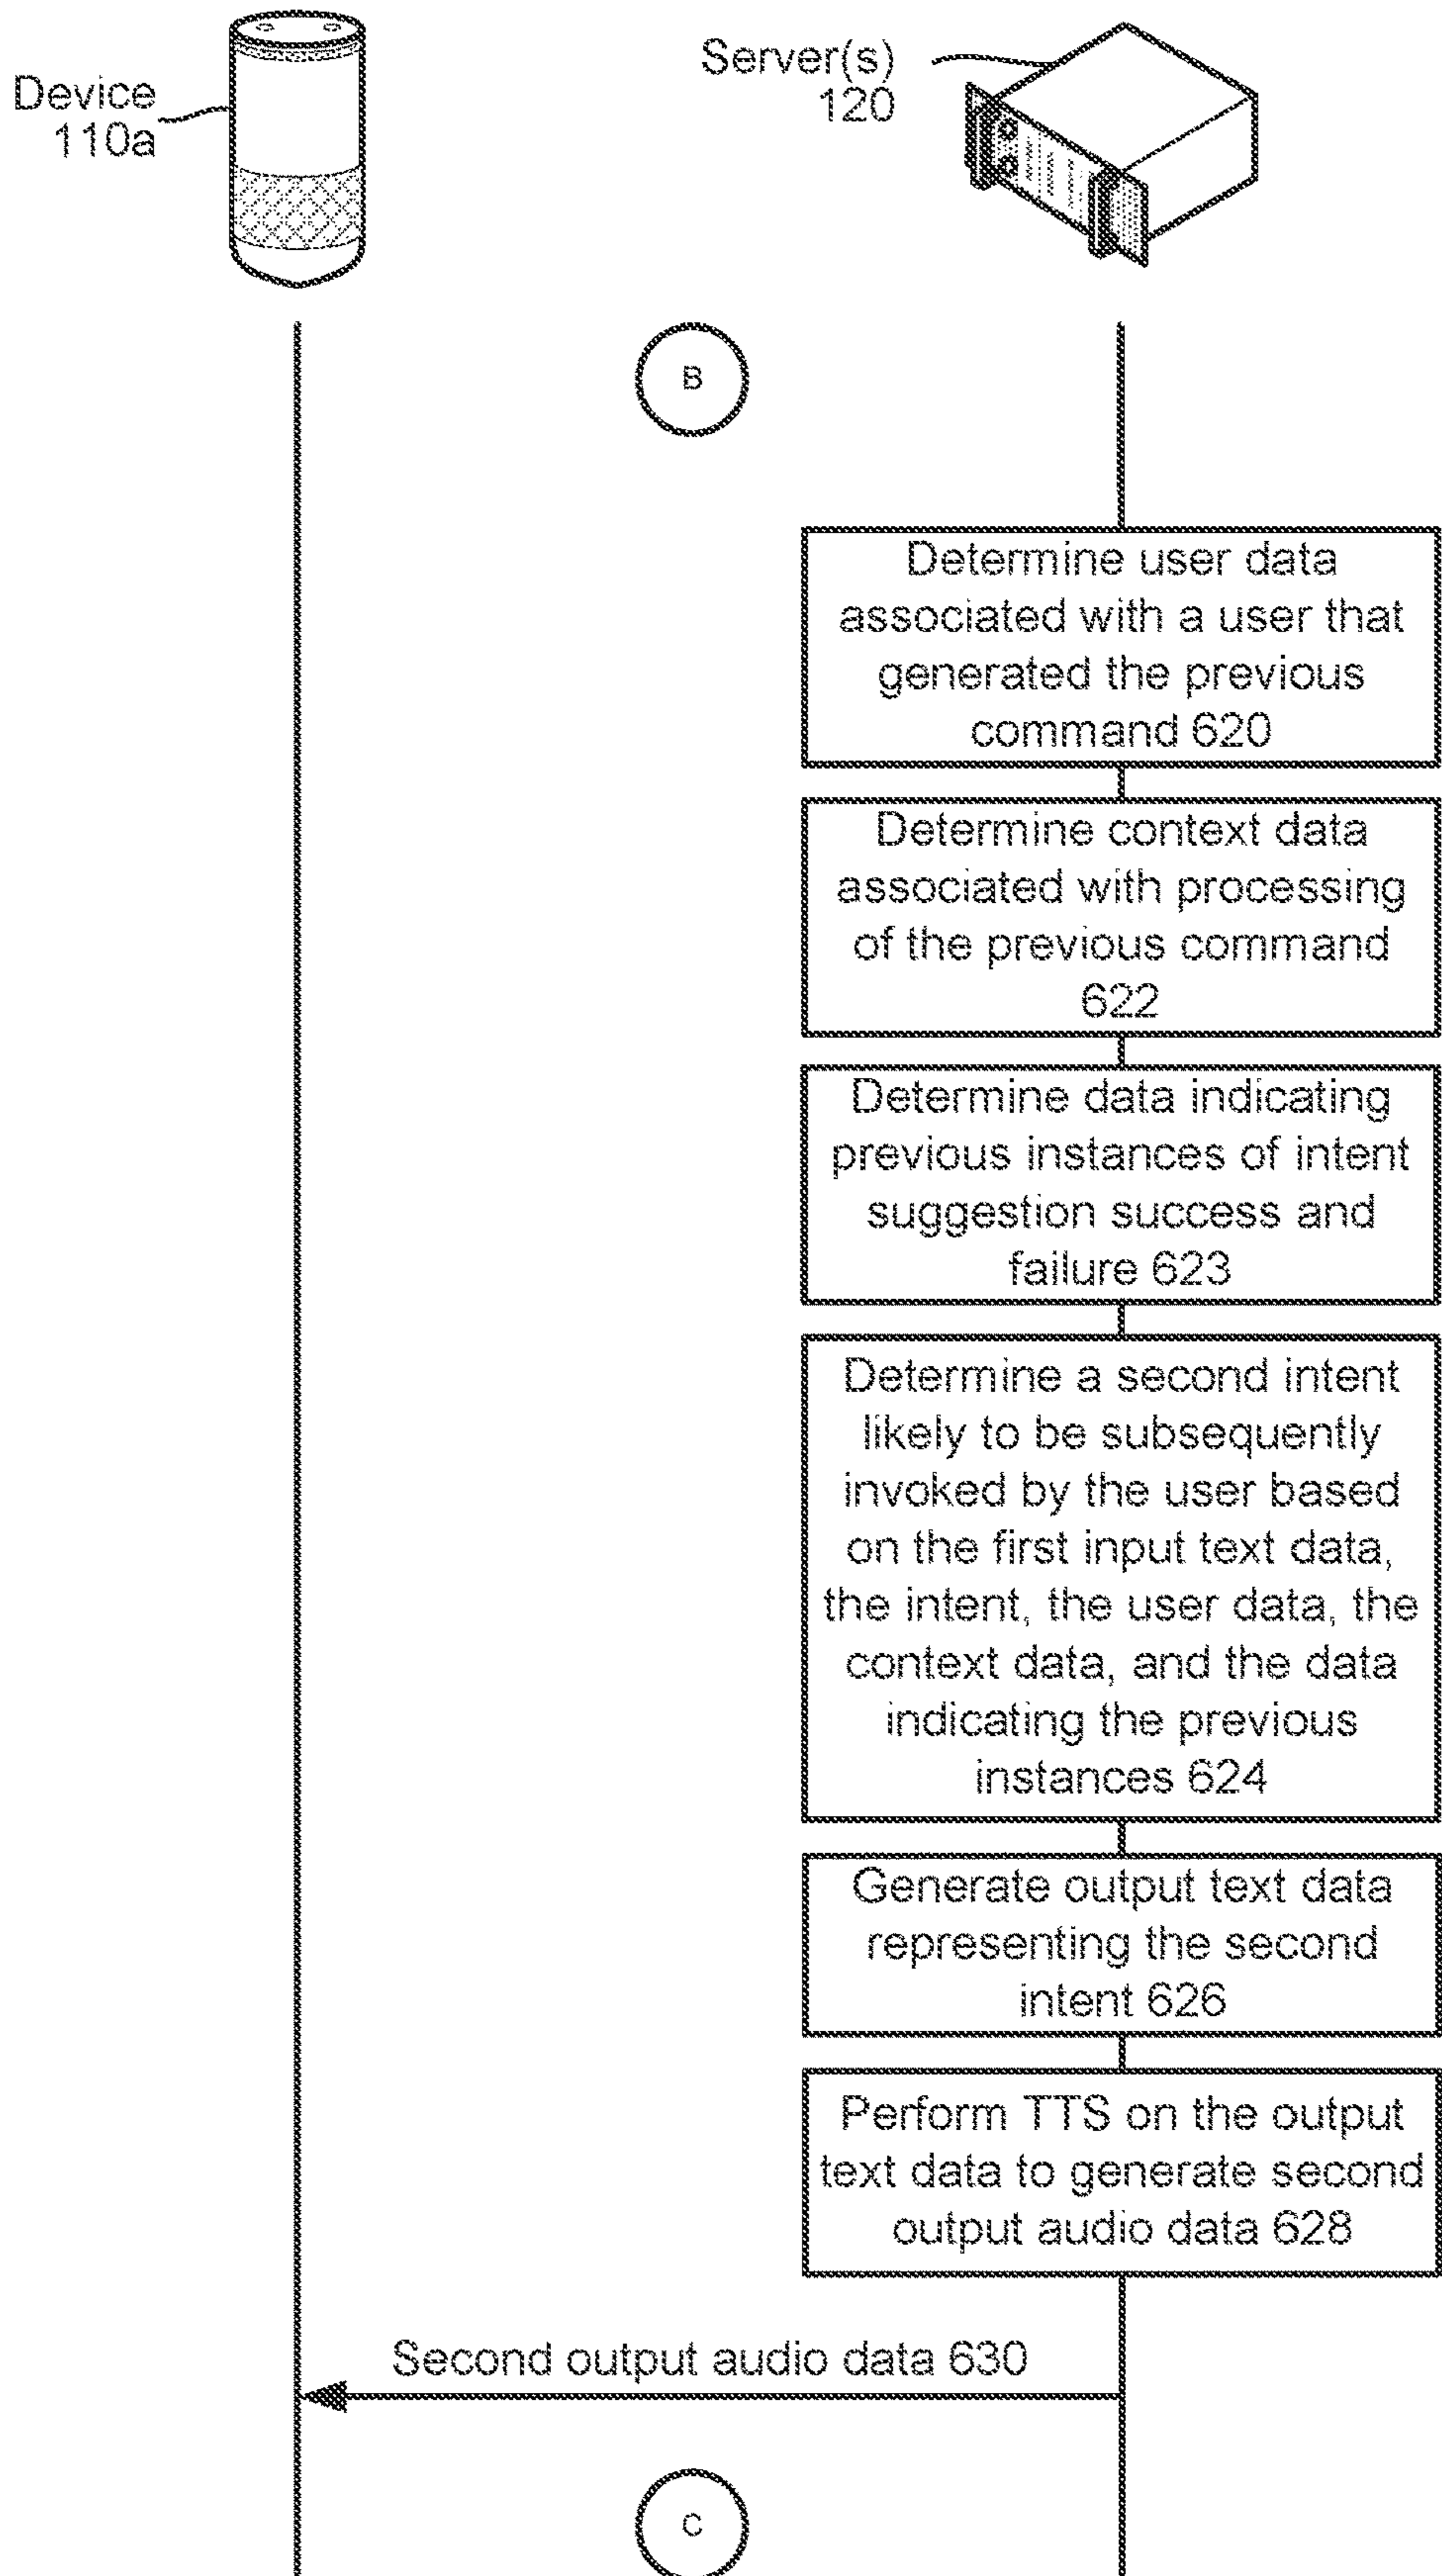 Device
110a
Server(s)
120
B
Determine user data
associated with a user that
generated the previous
command 620
Determine context data
associated with processing
of the previous command
622
Determine data indicating
previous instances of intent
suggestion success and
failure 623
Determine a second intent
likely to be subsequently
invoked by the user based
on the first input text data,
the intent, the user data, the
context data, and the data
indicating the previous
instances 624
Generate output text data
representing the second
intent 626
Perform TTS on the output
text data to generate second
output audio data 628
Second output audio data 630
C